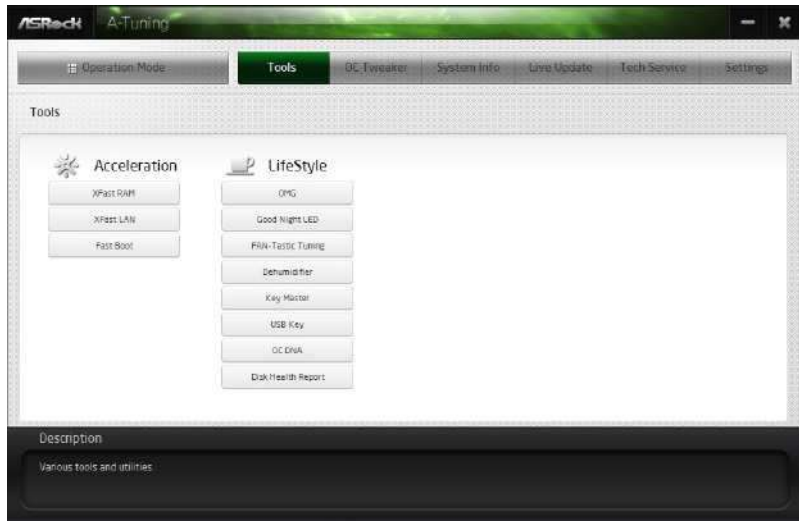 ASRock A-Tuning
Operation Mode Tools OC Tweaker System Info Live Update Tech Service Settings
Tools
Acceleration
XFast RAM
XFast LAN
Fast Boot
LifeStyle
OMG
Good Night LED
FAN-Tastic Tuning
Dehumidifier
Key Master
USB Key
OC DNA
Disk Health Report
Description
Various tools and utilities